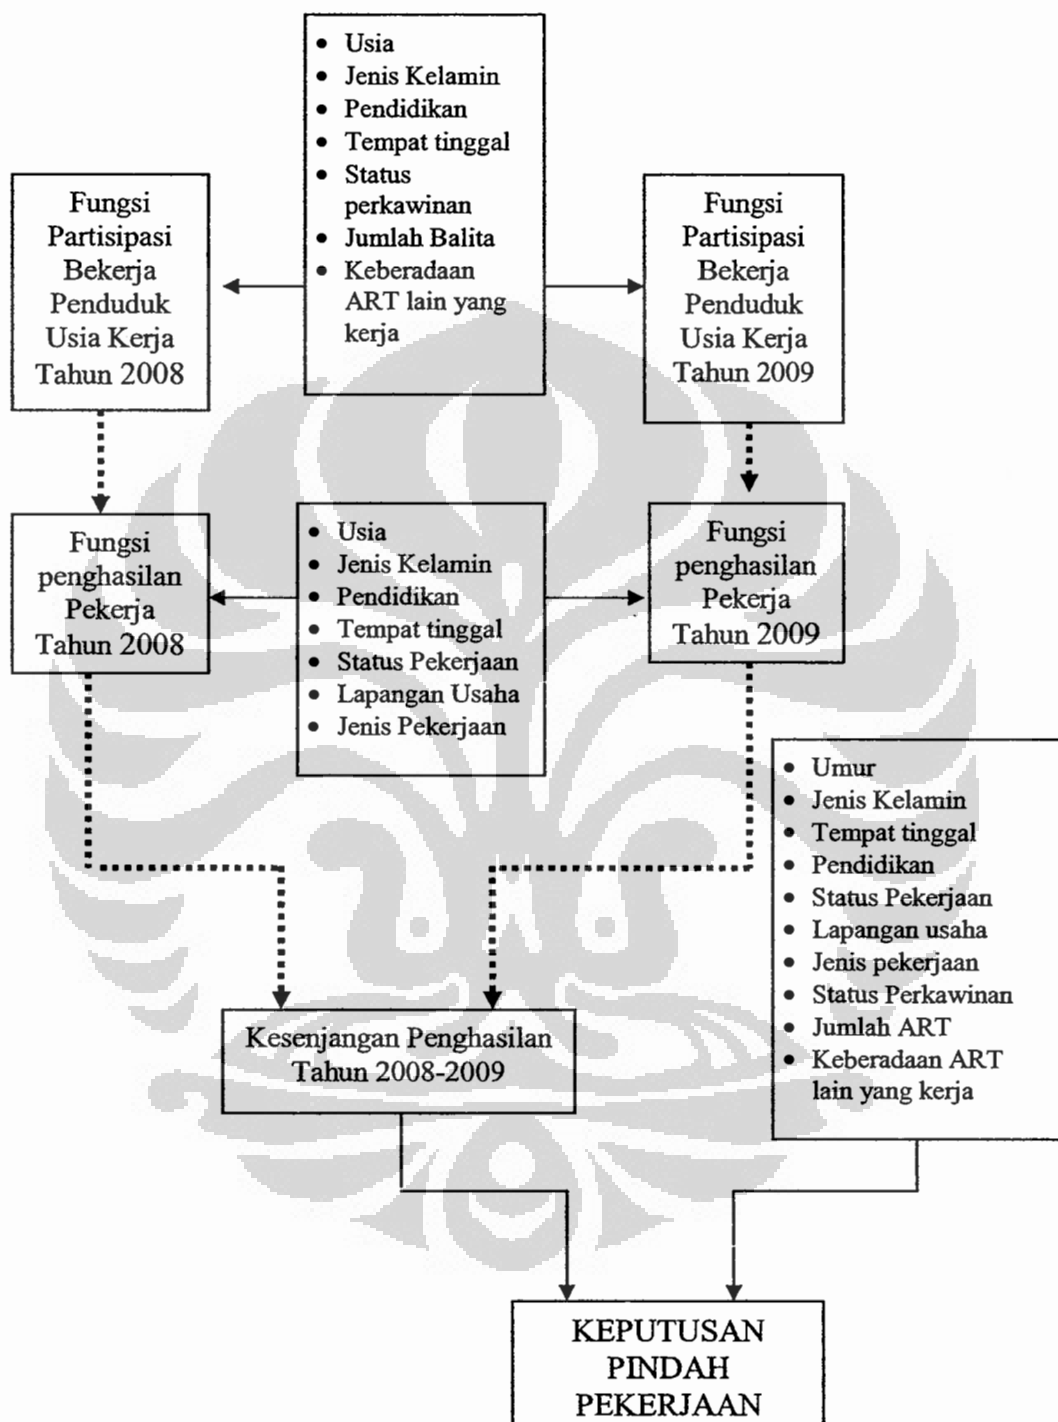 • Usia
• Jenis Kelamin
• Pendidikan
• Tempat tinggal
• Status
perkawinan
• Jumlah Balita
• Keberadaan
ART lain yang
kerja
Fungsi
Partisipasi
Bekerja
Penduduk
Usia Kerja
Tahun 2008
Fungsi
Partisipasi
Bekerja
Penduduk
Usia Kerja
Tahun 2009
Fungsi
penghasilan
Pekerja
Tahun 2008
• Usia
• Jenis Kelamin
• Pendidikan
• Tempat tinggal
• Status Pekerjaan
• Lapangan Usaha
• Jenis Pekerjaan
Fungsi
penghasilan
Pekerja
Tahun 2009
• Umur
• Jenis Kelamin
• Tempat tinggal
• Pendidikan
• Status Pekerjaan
• Lapangan usaha
• Jenis pekerjaan
• Status Perkawinan
• Jumlah ART
• Keberadaan ART
lain yang kerja
Kesenjangan Penghasilan
Tahun 2008-2009
KEPUTUSAN
PINDAH
PEKERJAAN